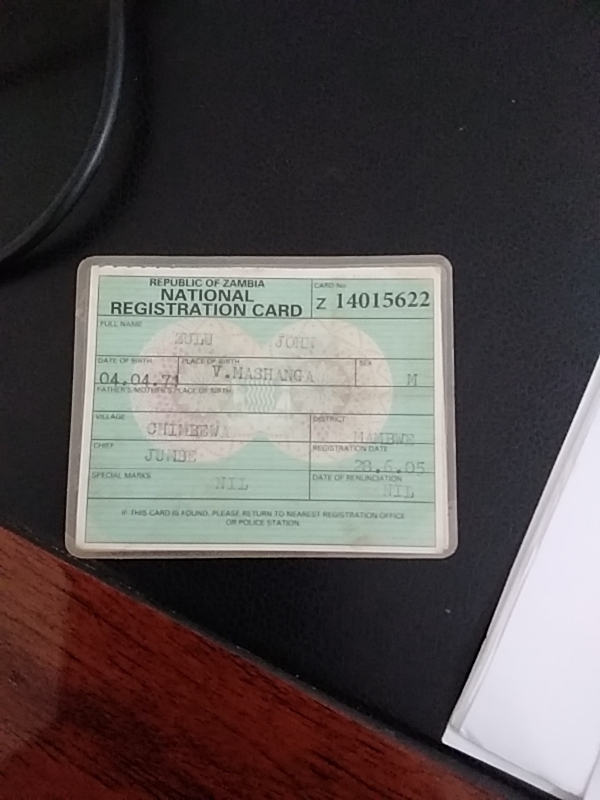 REPUBLIC OF ZAMBIA
NATIONAL
REGISTRATION CARD
CARD No
Z 14015622
FULL NAME
ZULU JOHN
DATE OF BIRTH PLACE OF BIRTH SEX
04.04.71 V.MASHANGA M
FATHER'S/MOTHER'S PLACE OF BIRTH
VILLAGE DISTRICT
CHIMBEWA MAMBWE
CHIEF REGISTRATION DATE
JUMBE 28.6.05
SPECIAL MARKS DATE OF RENUNCIATION
NIL NIL
IF THIS CARD IS FOUND, PLEASE RETURN TO NEAREST REGISTRATION OFFICE
OR POLICE STATION.